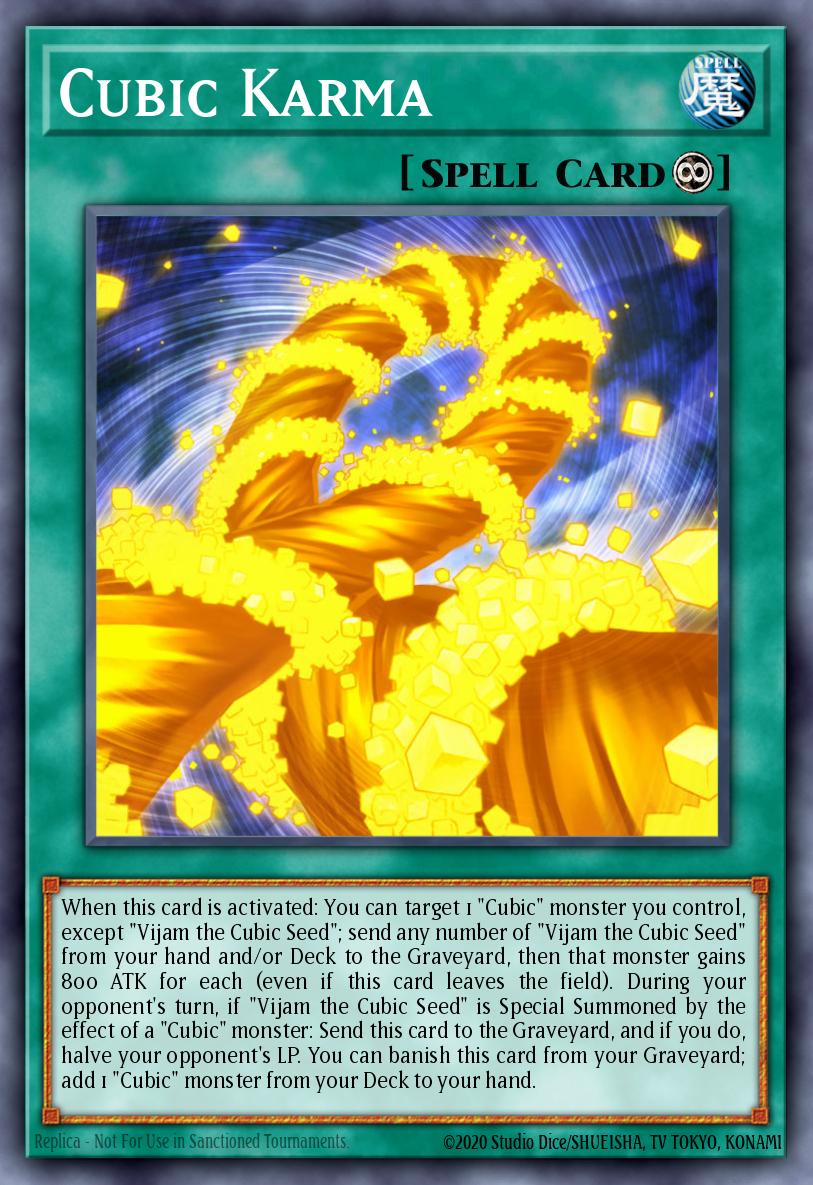 Cubic Karma
SPELL
魔
[Spell Card]
When this card is activated: You can target 1 "Cubic" monster you control,
except "Vijam the Cubic Seed"; send any number of "Vijam the Cubic Seed"
from your hand and/or Deck to the Graveyard, then that monster gains
800 ATK for each (even if this card leaves the field). During your
opponent's turn, if "Vijam the Cubic Seed" is Special Summoned by the
effect of a "Cubic" monster: Send this card to the Graveyard, and if you do,
halve your opponent's LP. You can banish this card from your Graveyard;
add 1 "Cubic" monster from your Deck to your hand.
Replica - Not For Use in Sanctioned Tournaments.
©2020 Studio Dice/SHUEISHA, TV TOKYO, KONAMI